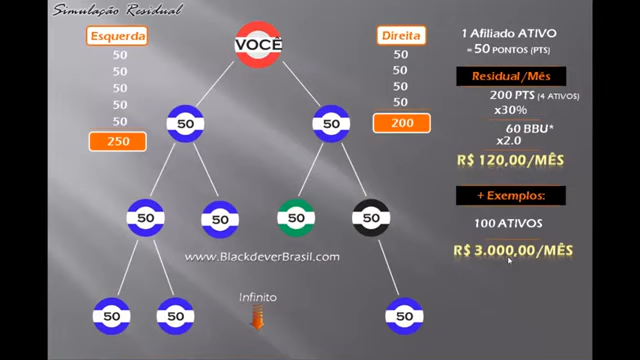 Simulação Residual
Esquerda
50
50
50
50
50
250
VOCÊ
Direita
50
50
50
50
200
1 Afiliado ATIVO
= 50 PONTOS (PTS)
Residual/Mês
200 PTS (4 ATIVOS)
x30%
60 BBU*
x2.0
R$ 120,00/MÊS
+ Exemplos:
100 ATIVOS
R$ 3.000,00/MÊS
50
50
50
50
50
50
www.BlackdeverBrasil.com
Infinito
50
50
50